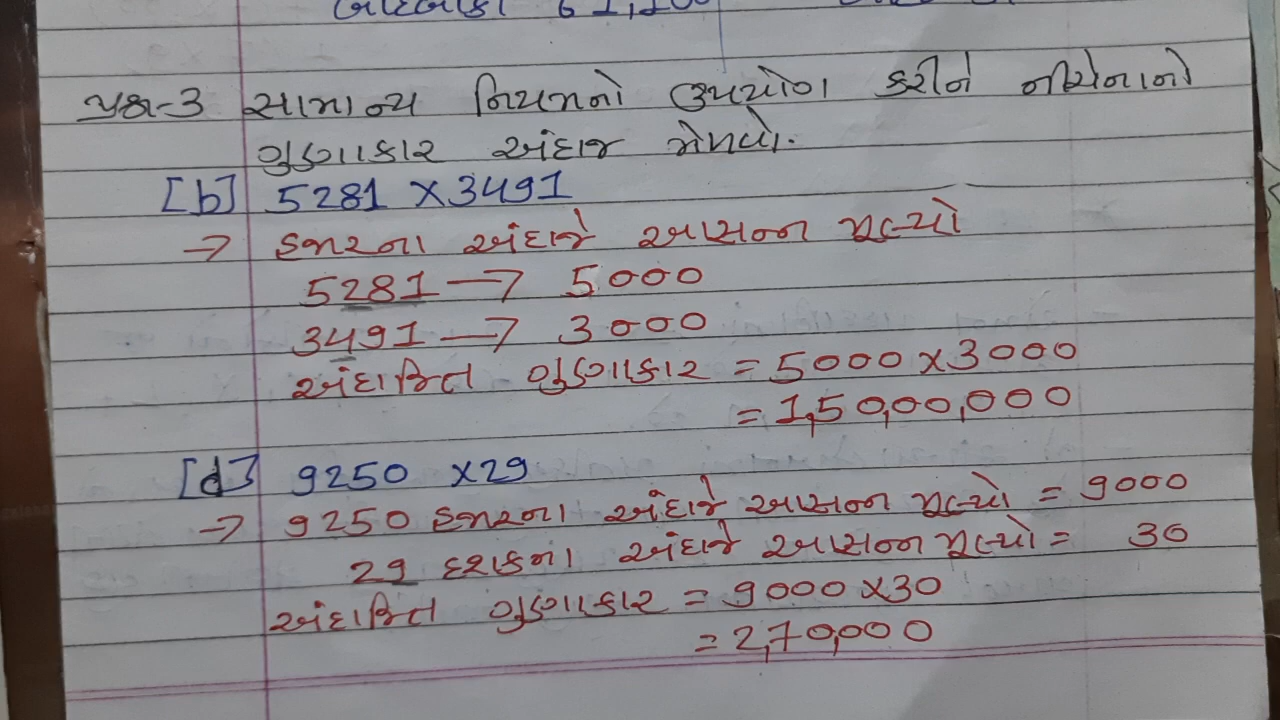 પ્રશ્ન-3 સામાન્ય નિયમનો ઉપયોગ કરીને નીચેનાનો
ગુણાકાર અંદાજ મેળવો.
[b] 5281 ×3491
→ હજારના અંદાજે આસન્ન મૂલ્યો
5281 → 5000
3491 → 3000
અંદાજિત ગુણાકાર = 5000 × 3000
= 1,50,00,000
[d] 9250 ×29
→ 9250 હજારના અંદાજે આસન્ન મૂલ્યો = 9000
29 દશકના અંદાજે આસન્ન મૂલ્યો = 30
અંદાજિત ગુણાકાર = 9000 ×30
= 2,70,000